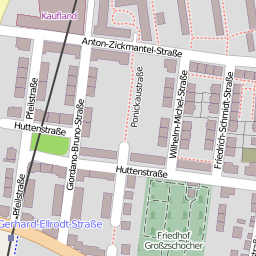 Kaufland
Anton-Zickmantel-Straße
Pfeilstraße
Giordano-Bruno-Straße
Ponickaustraße
Wilhelm-Michel-Straße
Friedrich-Schmidt-Straße
Huttenstraße
Huttenstraße
Pfeilstraße
Gerhard-Ellrodt-Straße
Friedhof
Großzschocher